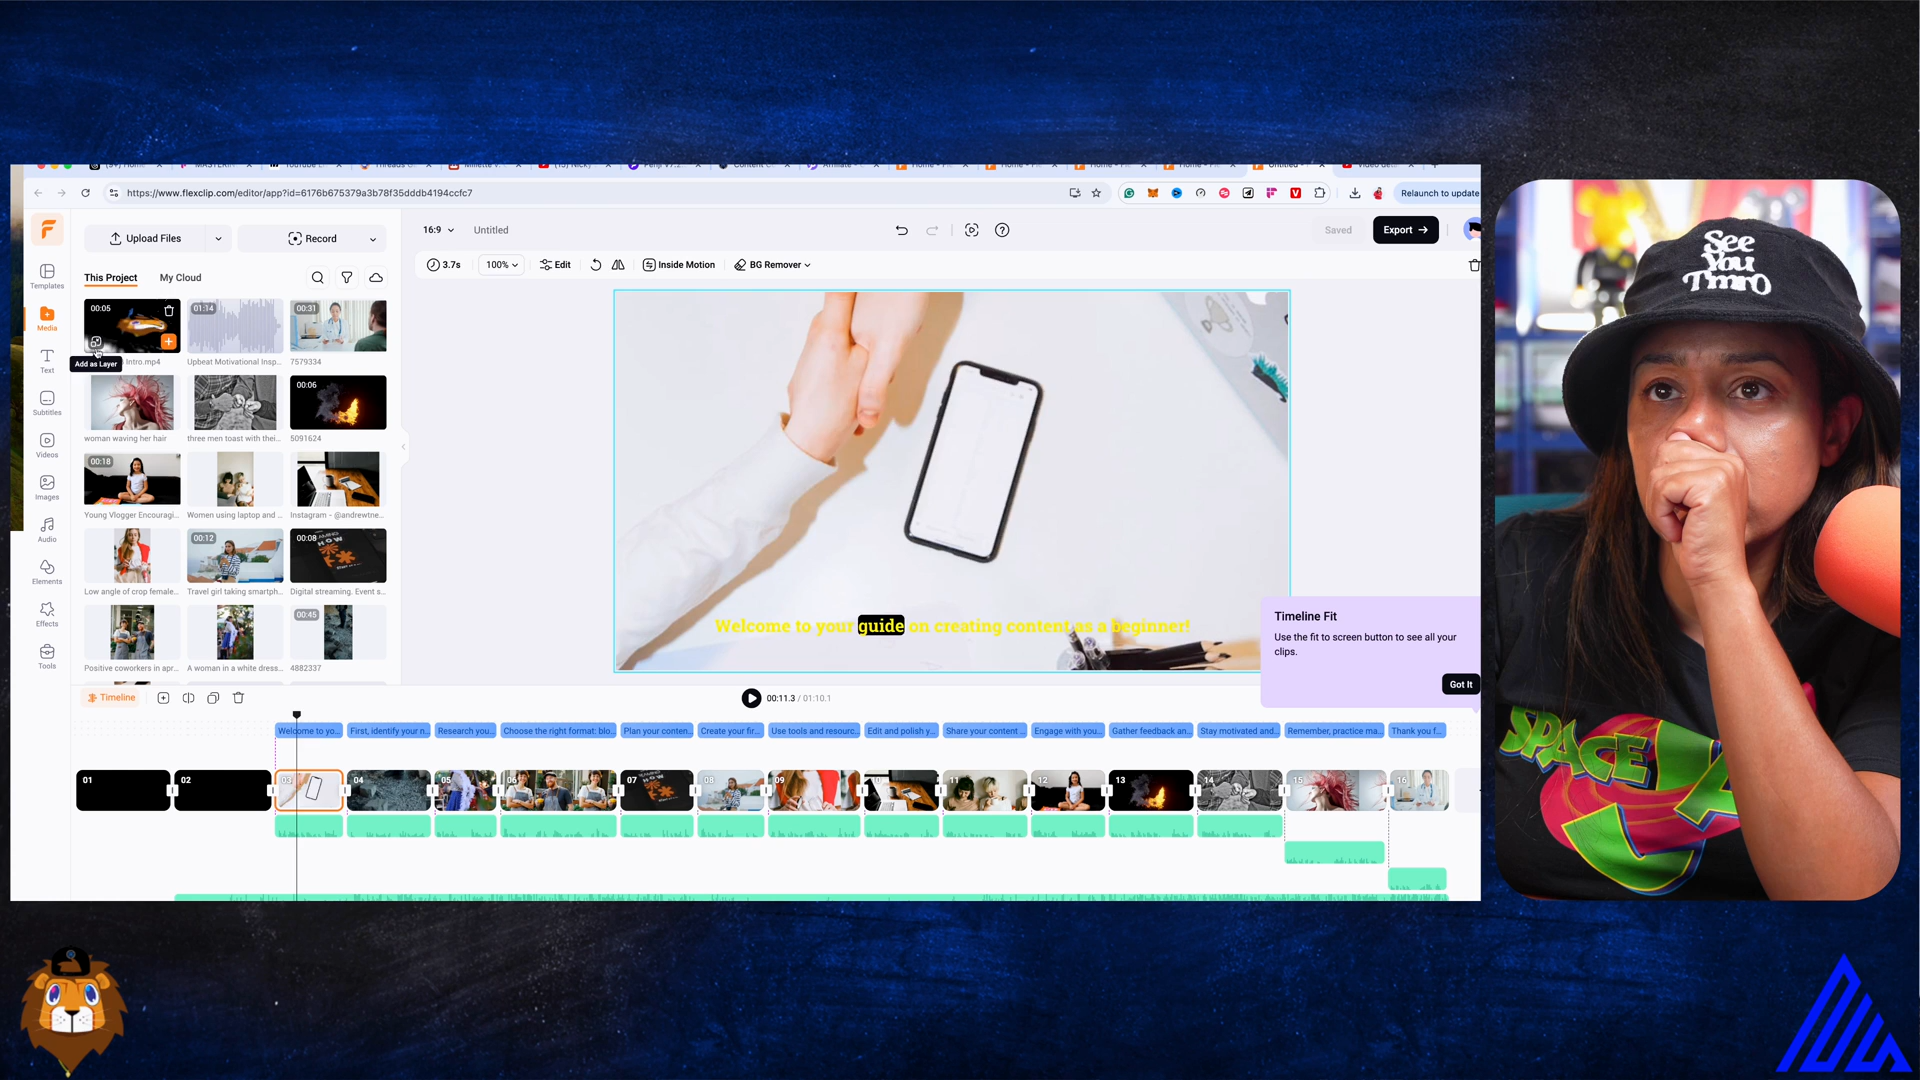 https://www.flexclip.com/editor/app?id=6176b675379a3b78f35dddb4194ccfc7
Relaunch to update
Upload Files
Record
16:9
Untitled
Saved
Export
3.7s
100%
Edit
Inside Motion
BG Remover
This Project
My Cloud
Templates
Media
Text
Subtitles
Videos
Images
Audio
Elements
Effects
Tools
00:05
01:14
00:31
Add as Layer
Intro.mp4
Upbeat Motivational Insp...
7579334
00:06
woman waving her hair
three men toast with thei...
5091624
00:18
Young Vlogger Encouragi...
Women using laptop and ...
Instagram - @andrewtne...
00:12
00:08
Low angle of crop female...
Travel girl taking smartph...
Digital streaming. Event s...
00:45
Positive coworkers in apr...
A woman in a white dress...
4882337
Welcome to your guide on creating content as a beginner!
Timeline Fit
Use the fit to screen button to see all your
clips.
Got It
Timeline
00:11.3 / 01:10.1
Welcome to yo...
First, identify your n...
Research you...
Choose the right format: blo...
Plan your conten...
Create your fir...
Use tools and resourc...
Edit and polish y...
Share your content ...
Engage with you...
Gather feedback an...
Stay motivated and...
Remember, practice ma...
Thank you f...
01
02
03
04
05
06
07
08
09
11
12
13
14
15
16
See
You
Tmro
SPACE